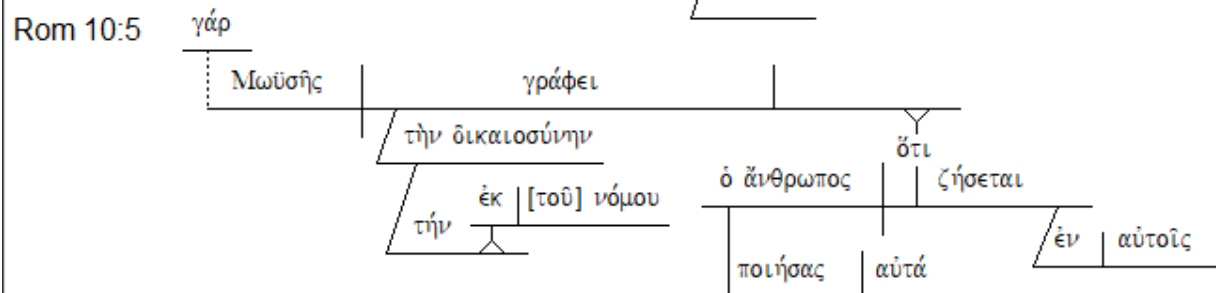 Rom 10:5
γάρ
Μωϋσῆς γράφει
τὴν δικαιοσύνην
ὅτι
ὁ ἄνθρωπος ζήσεται
ἐκ [τοῦ] νόμου
τήν
ἐν αὐτοῖς
ποιήσας αὐτά